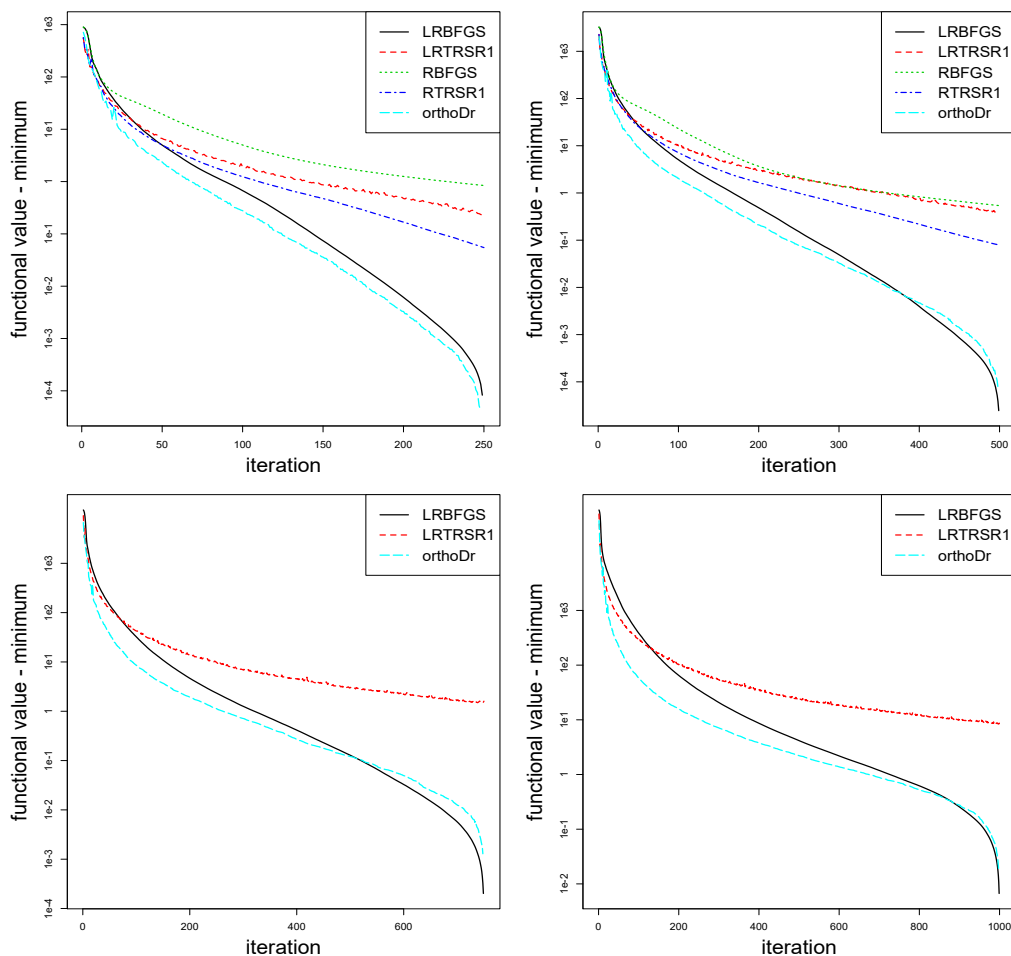 LRBFGS
LRTRSR1
RBFGS
RTRSR1
orthoDr
functional value - minimum
1e3
1e2
1e1
1
1e-1
1e-2
1e-3
1e-4
0 50 100 150 200 250
iteration
LRBFGS
LRTRSR1
RBFGS
RTRSR1
orthoDr
functional value - minimum
1e3
1e2
1e1
1
1e-1
1e-2
1e-3
1e-4
0 100 200 300 400 500
iteration
LRBFGS
LRTRSR1
orthoDr
functional value - minimum
1e3
1e2
1e1
1
1e-1
1e-2
1e-3
1e-4
0 200 400 600
iteration
LRBFGS
LRTRSR1
orthoDr
functional value - minimum
1e3
1e2
1e1
1
1e-1
1e-2
0 200 400 600 800 1000
iteration